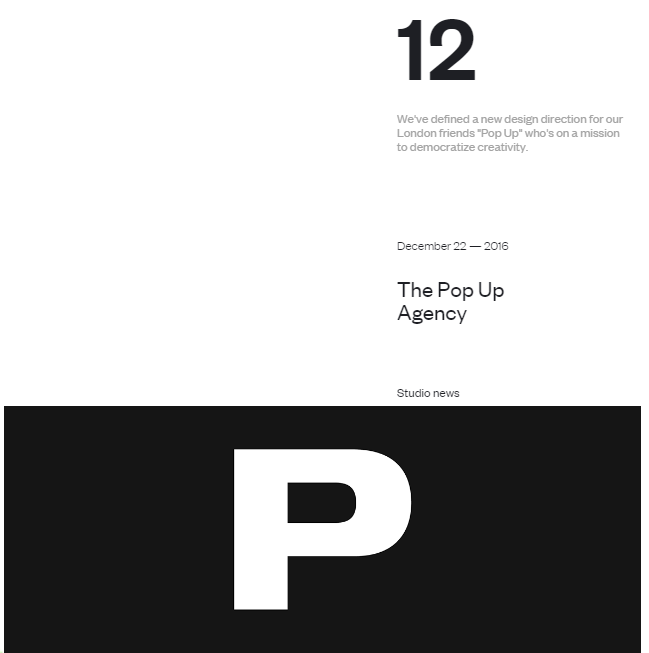 12
We've defined a new design direction for our
London friends "Pop Up" who's on a mission
to democratize creativity.
December 22 — 2016
The Pop Up
Agency
Studio news
P